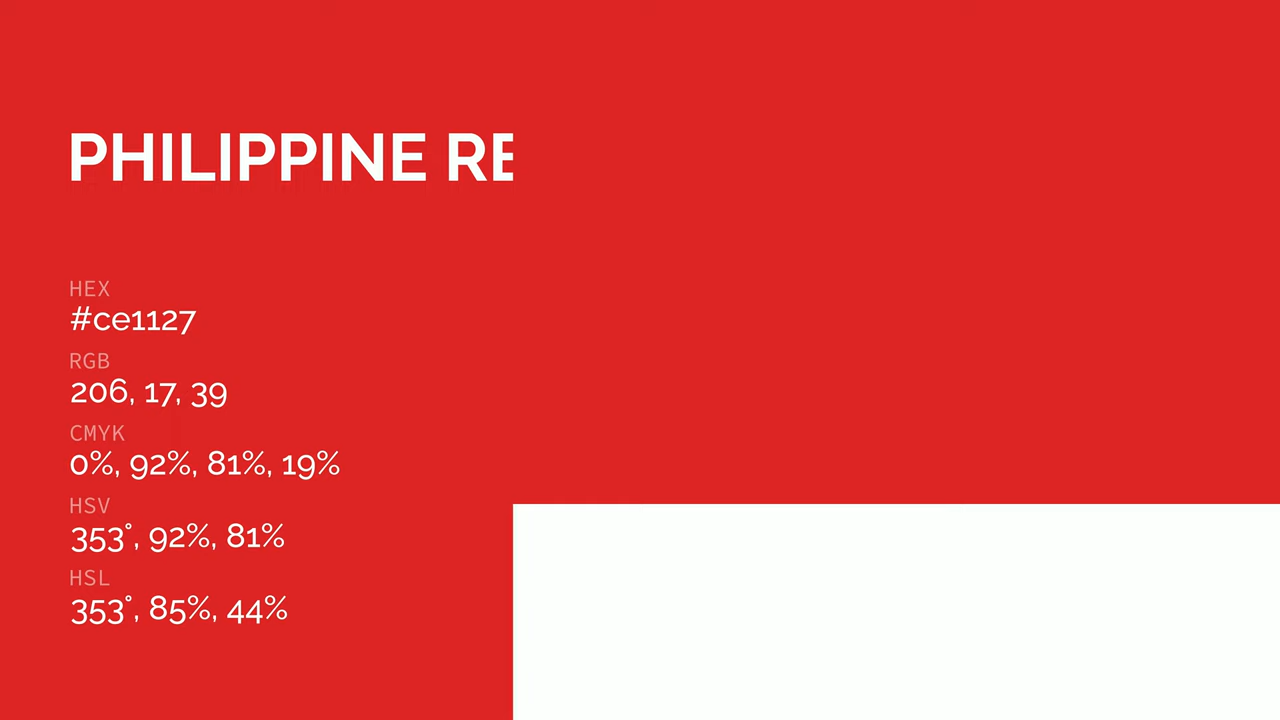 PHILIPPINE RE
HEX
#ce1127
RGB
206, 17, 39
CMYK
0%, 92%, 81%, 19%
HSV
353°, 92%, 81%
HSL
353°, 85%, 44%